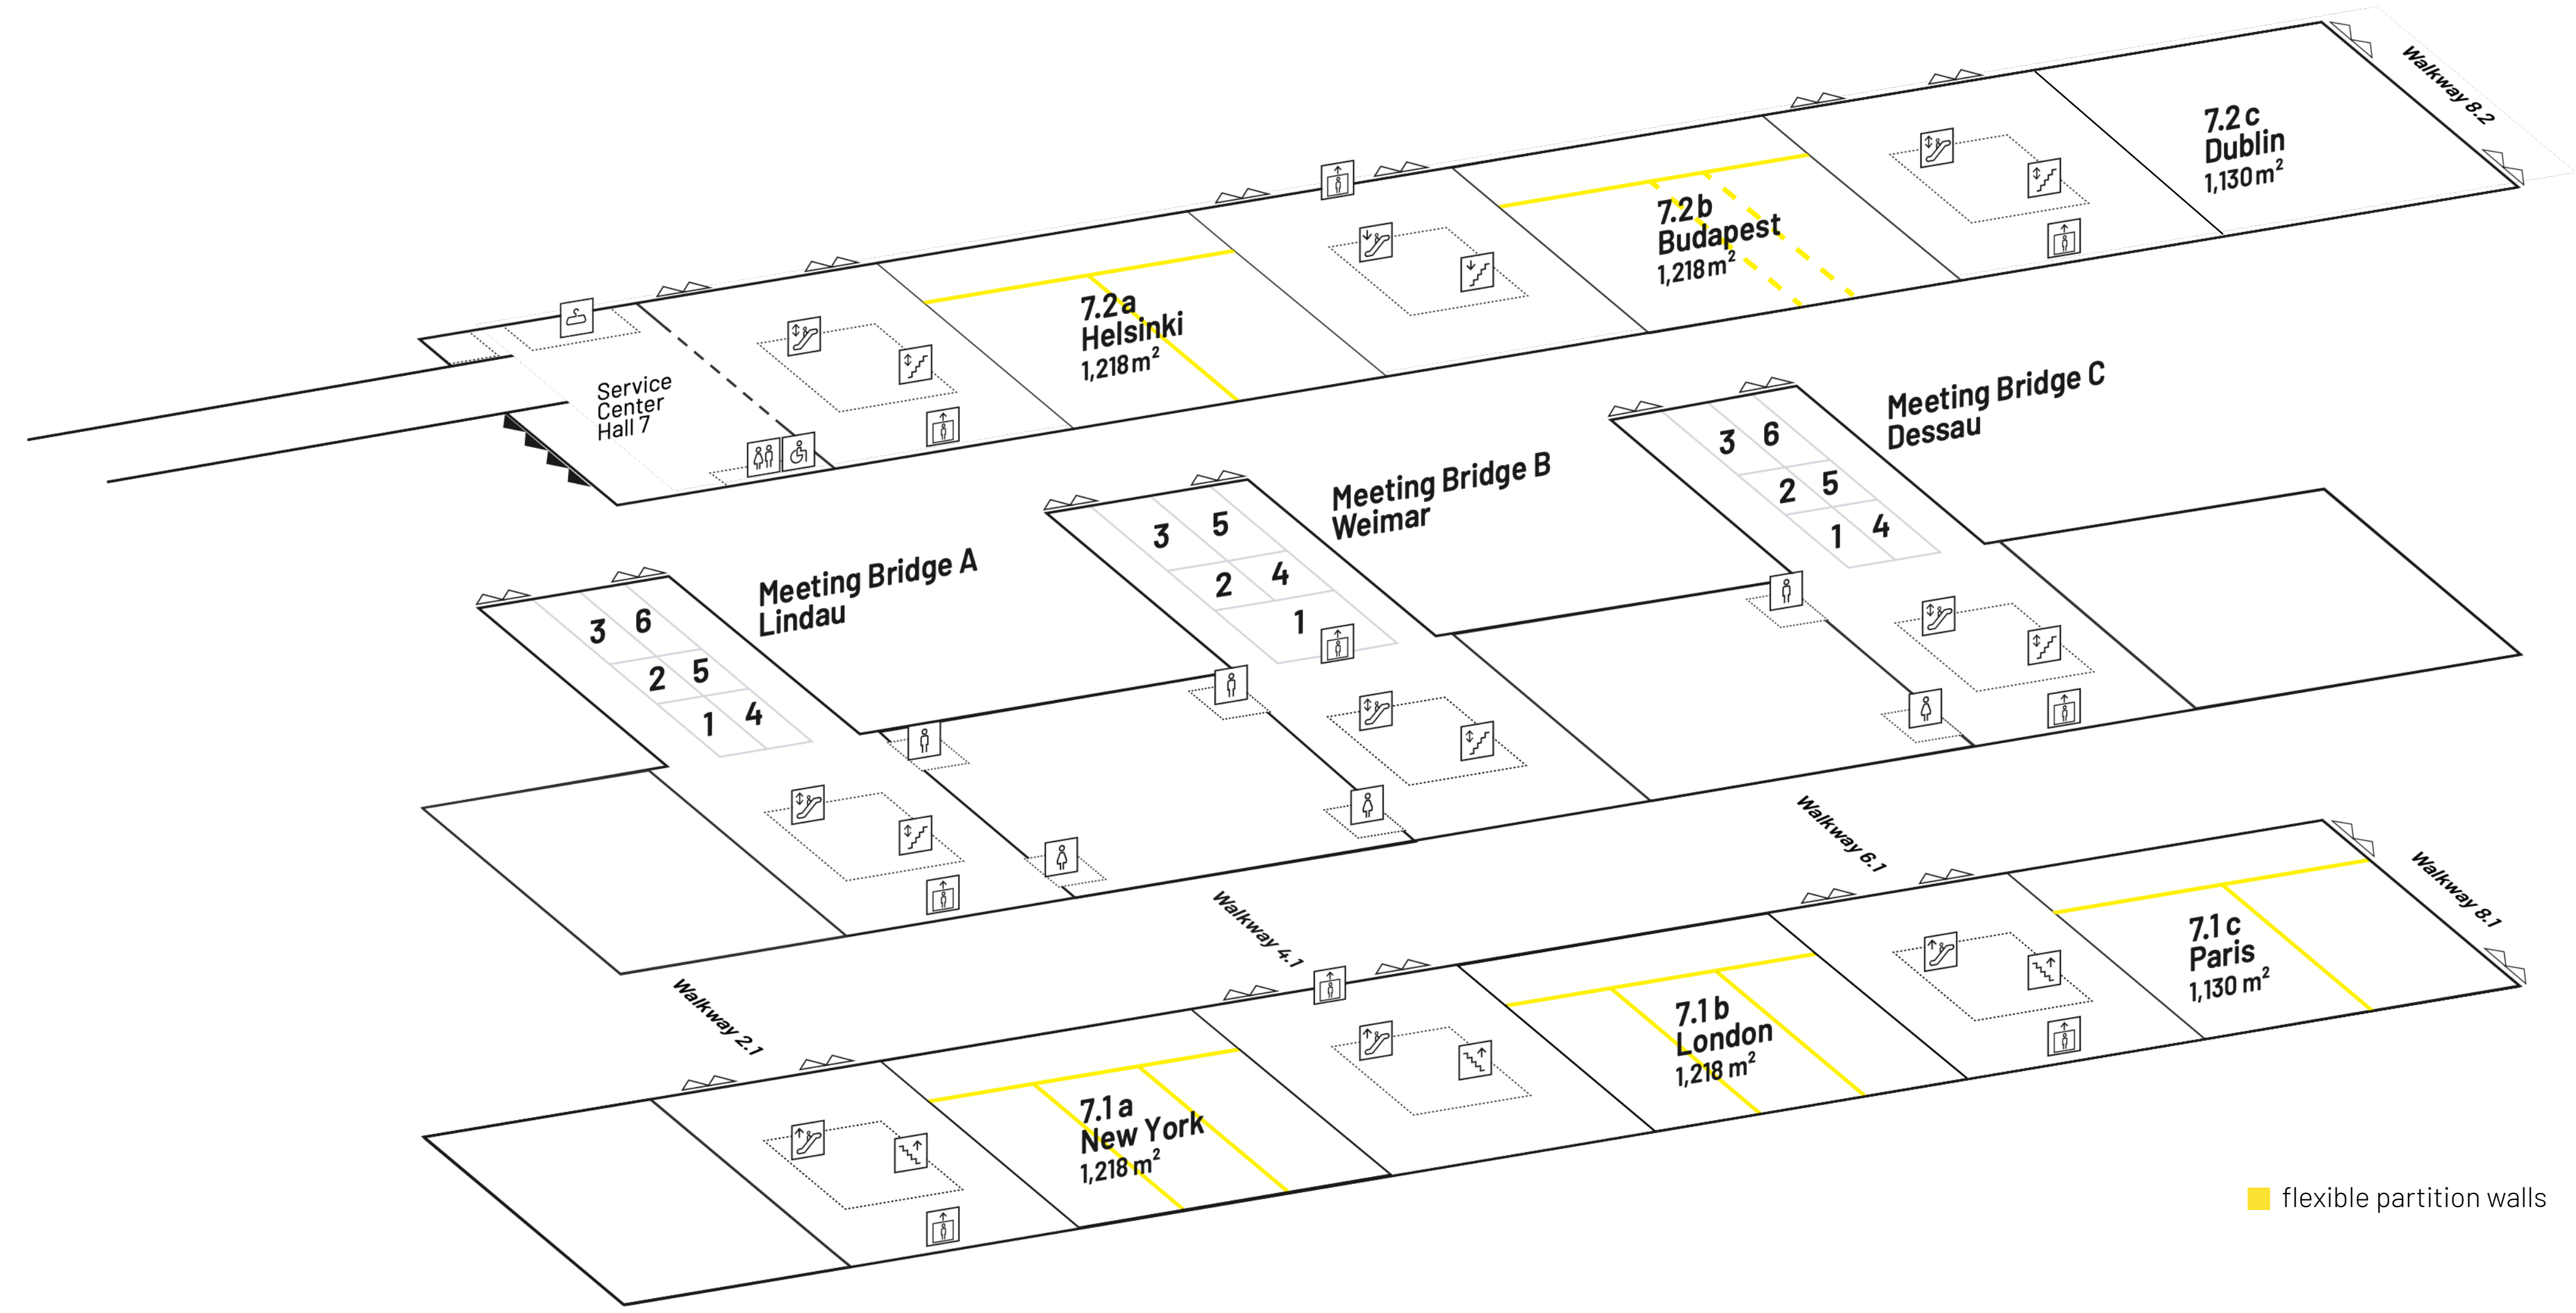 Walkway 8.2
7.2 c
Dublin
1,130 m²
7.2 b
Budapest
1,218 m²
7.2 a
Helsinki
1,218 m²
Service
Center
Hall 7
Meeting Bridge C
Dessau
3 6
2 5
1 4
Meeting Bridge B
Weimar
3 5
2 4
1
Meeting Bridge A
Lindau
3 6
2 5
1 4
Walkway 6.1
Walkway 8.1
Walkway 4.1
Walkway 2.1
7.1 c
Paris
1,130 m²
7.1 b
London
1,218 m²
7.1 a
New York
1,218 m²
flexible partition walls